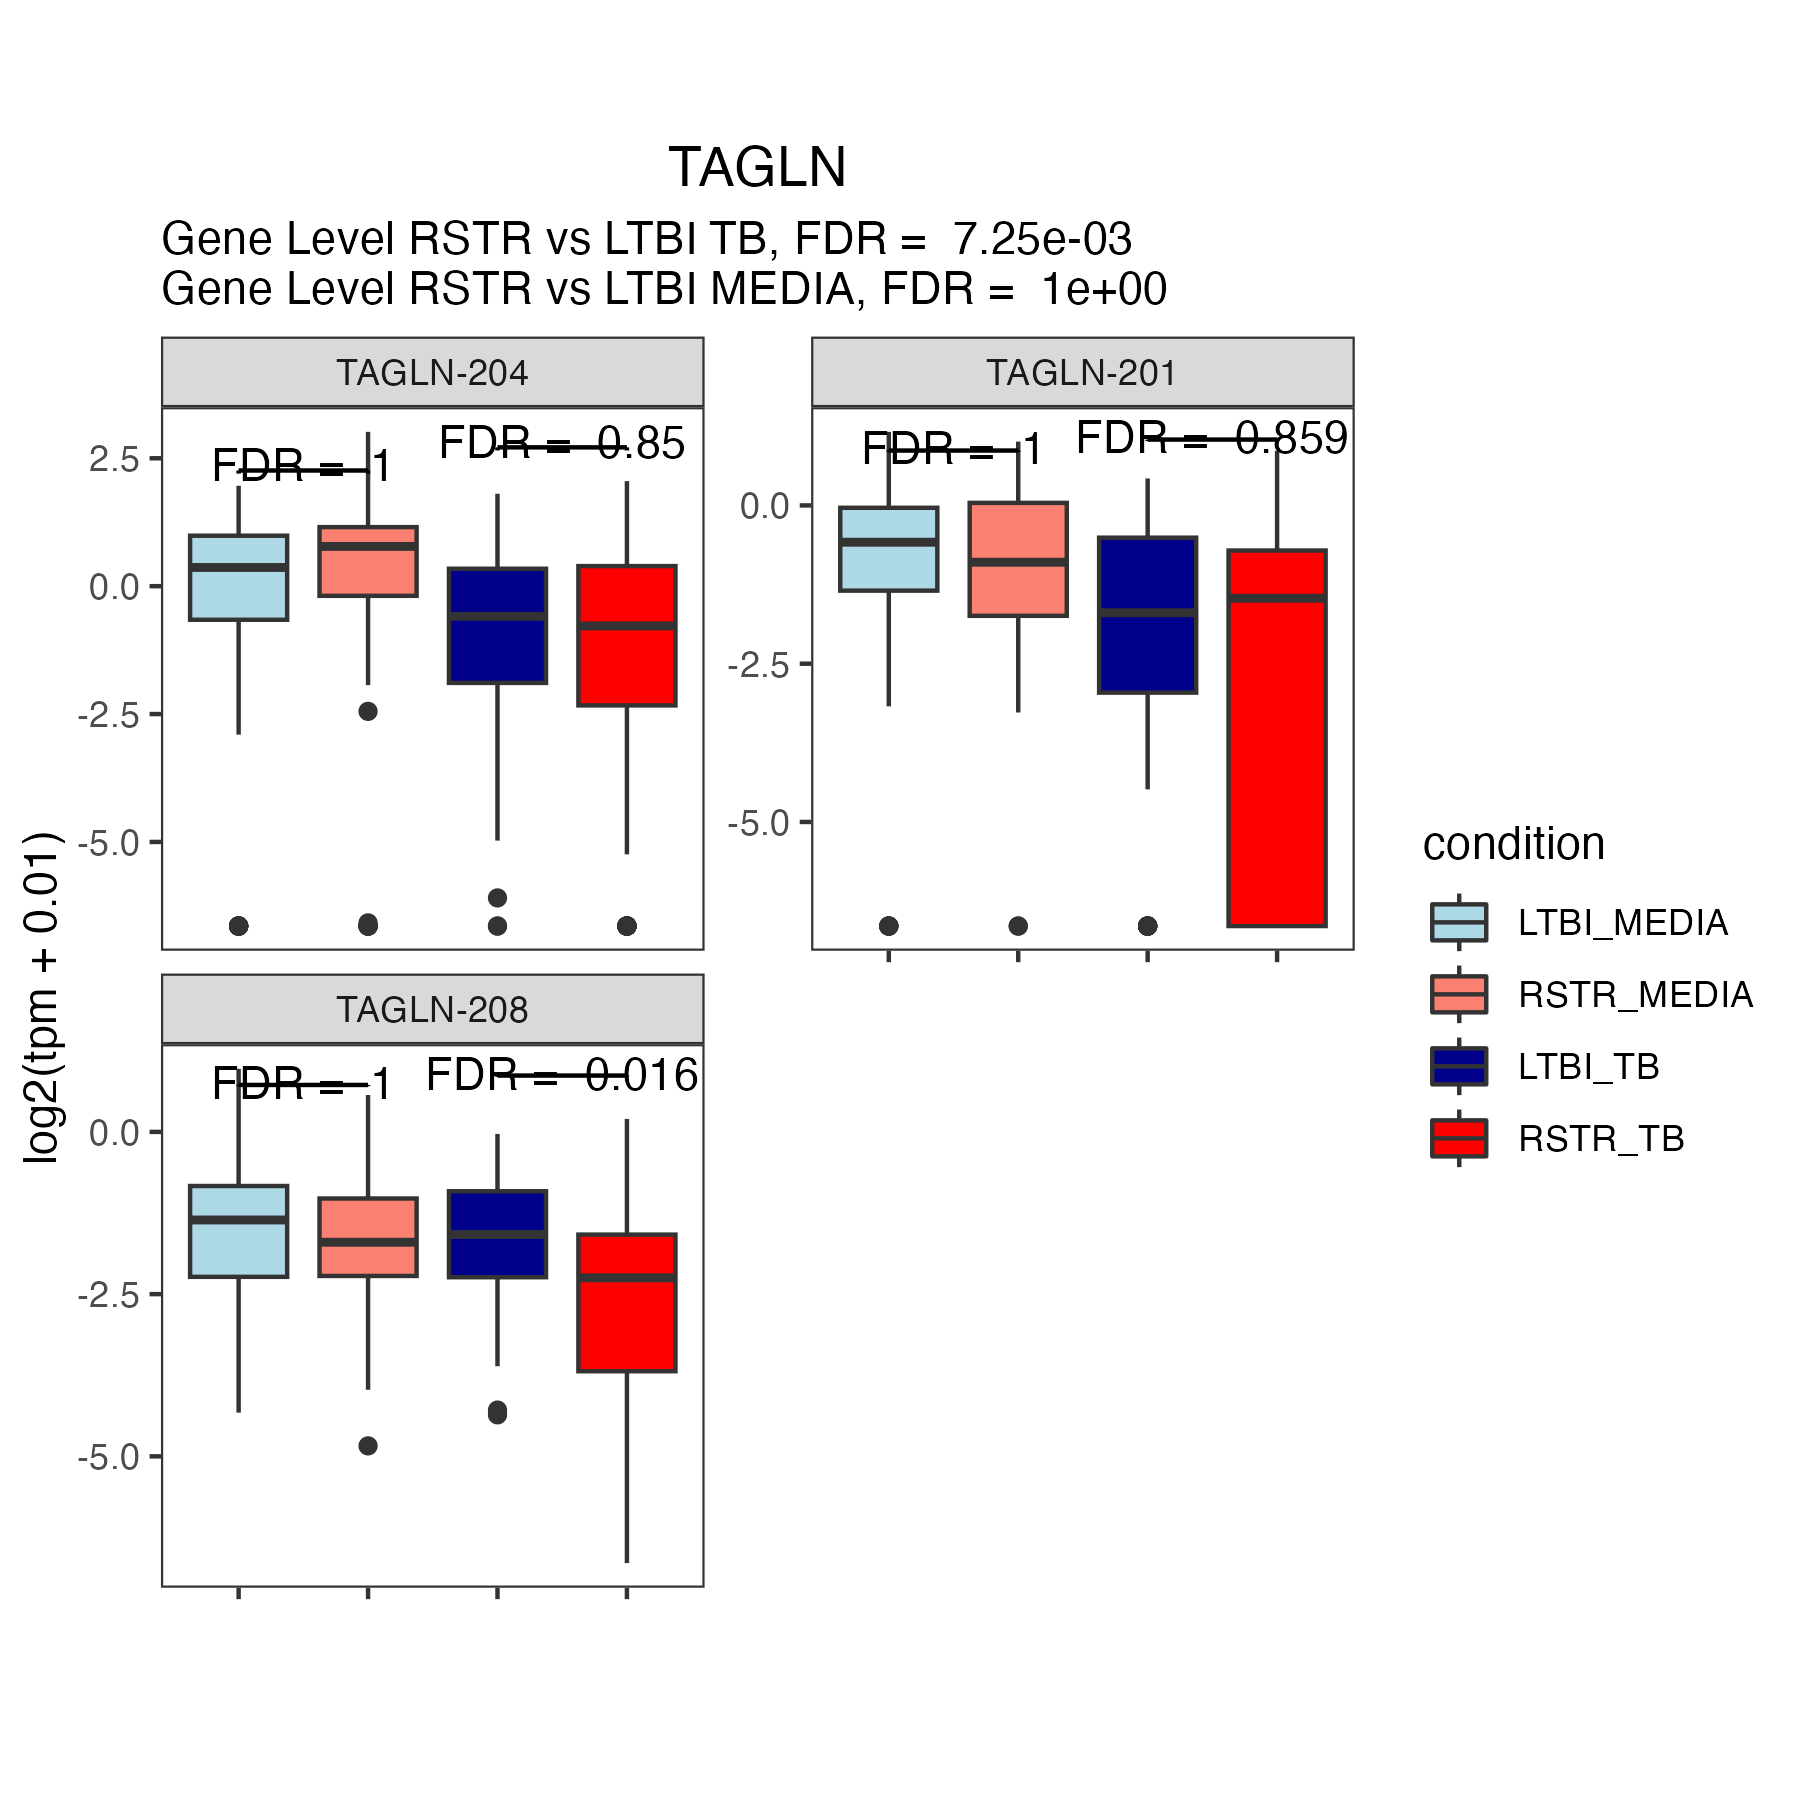 TAGLN
Gene Level RSTR vs LTBI TB, FDR =  7.25e-03
Gene Level RSTR vs LTBI MEDIA, FDR =  1e+00
TAGLN-204
FDR =  1
FDR =  0.85
2.5
0.0
-2.5
-5.0
TAGLN-201
FDR =  1
FDR =  0.859
0.0
-2.5
-5.0
TAGLN-208
FDR =  1
FDR =  0.016
0.0
-2.5
-5.0
log2(tpm + 0.01)
condition
LTBI_MEDIA
RSTR_MEDIA
LTBI_TB
RSTR_TB